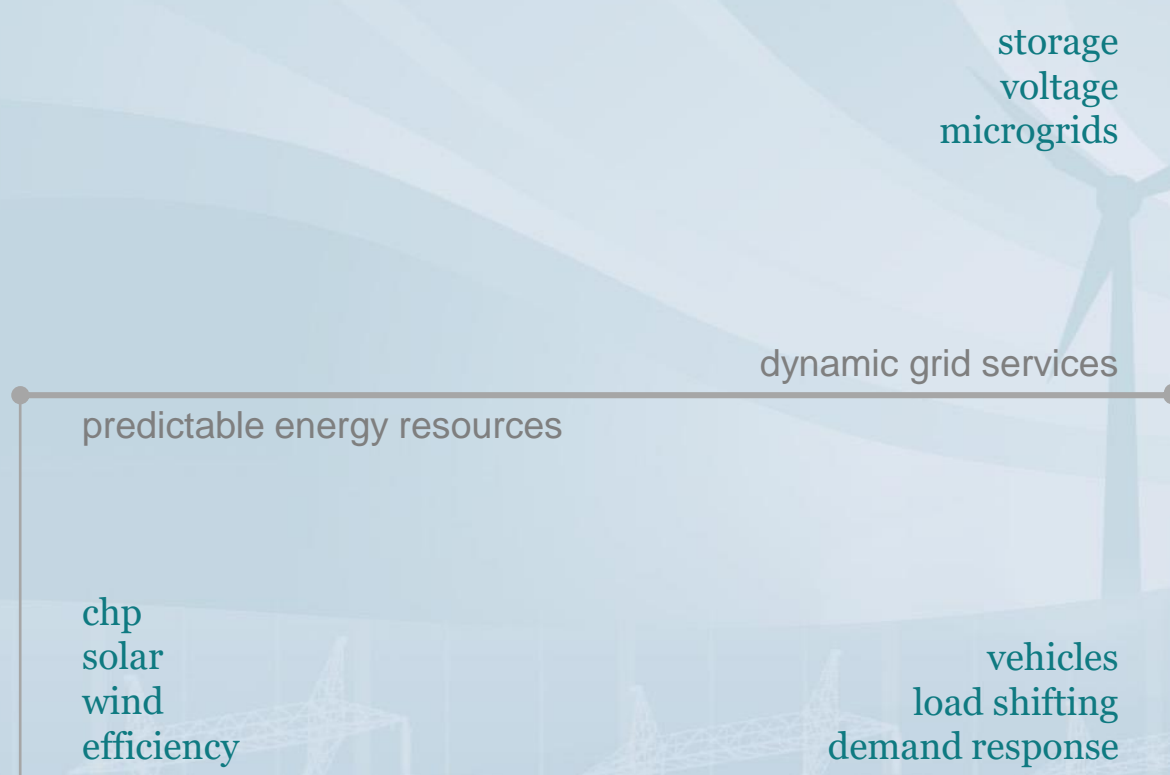 storage
voltage
microgrids
dynamic grid services
predictable energy resources
chp
solar
wind
efficiency
vehicles
load shifting
demand response